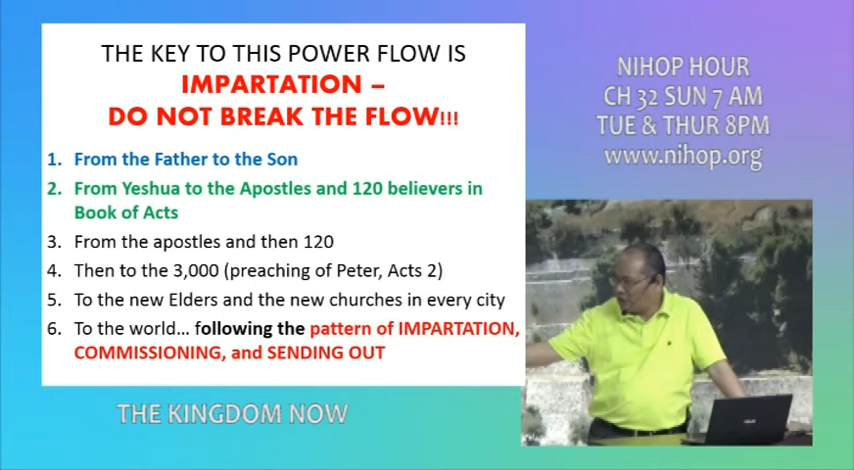 THE KEY TO THIS POWER FLOW IS
IMPARTATION –
DO NOT BREAK THE FLOW!!!
1. From the Father to the Son
2. From Yeshua to the Apostles and 120 believers in
Book of Acts
3. From the apostles and then 120
4. Then to the 3,000 (preaching of Peter, Acts 2)
5. To the new Elders and the new churches in every city
6. To the world... following the pattern of IMPARTATION,
COMMISSIONING, and SENDING OUT
THE KINGDOM NOW
NIHOP HOUR
CH 32 SUN 7 AM
TUE & THUR 8PM
www.nihop.org